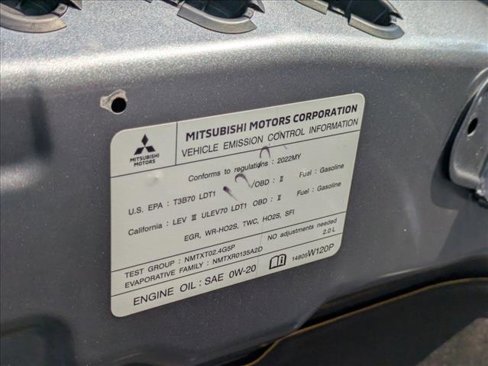 MITSUBISHI
MOTORS
MITSUBISHI MOTORS CORPORATION
VEHICLE EMISSION CONTROL INFORMATION
Conforms to regulations : 2022MY
U.S. EPA : T3B70 LDT1 /OBD : II Fuel : Gasoline
California : LEV III ULEV70 LDT1 OBD : II Fuel : Gasoline
EGR, WR-HO2S, TWC, HO2S, SFI
No adjustments needed
TEST GROUP : NMTXT02.4G5P 2.0 L
EVAPORATIVE FAMILY : NMTXR0135A2D
ENGINE OIL : SAE 0W-20 14805W120P